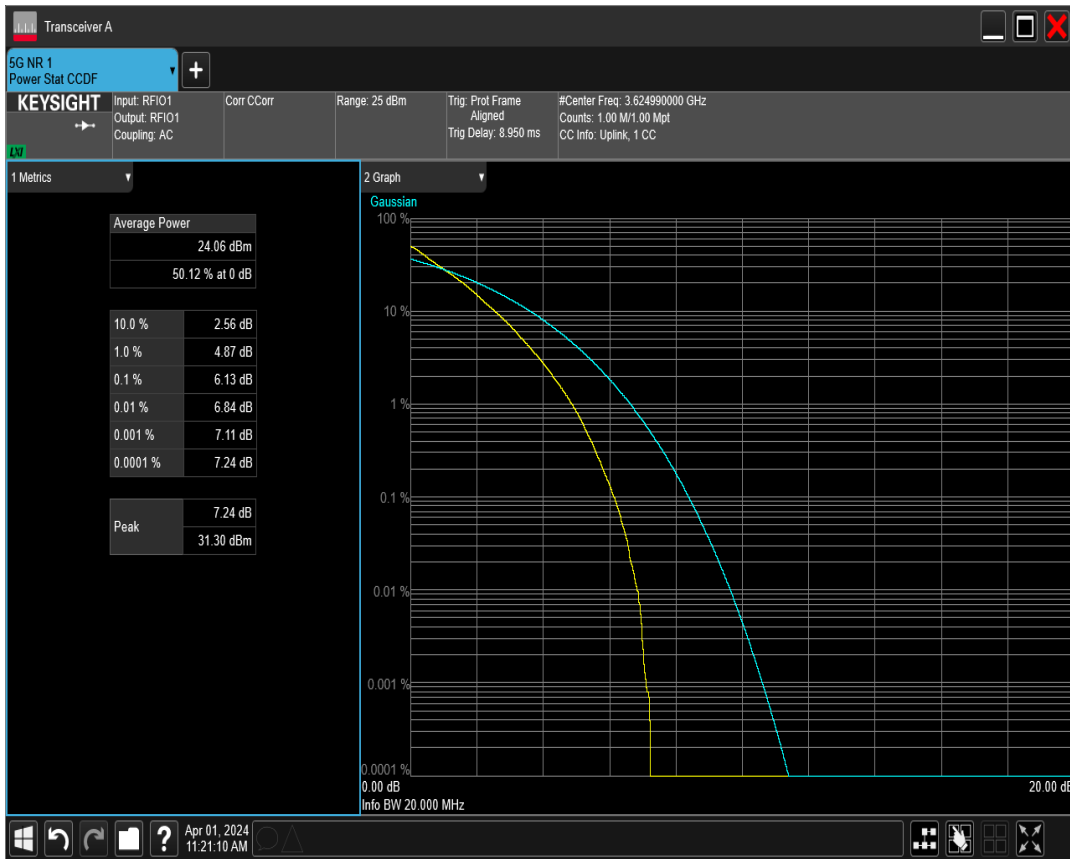 Transceiver A
5G NR 1
Power Stat CCDF
+
KEYSIGHT
LXI
Input: RFIO1
Output: RFIO1
Coupling: AC
Corr CCorr
Range: 25 dBm
Trig: Prot Frame
Aligned
Trig Delay: 8.950 ms
#Center Freq: 3.624990000 GHz
Counts: 1.00 M/1.00 Mpt
CC Info: Uplink, 1 CC
1 Metrics
Average Power
24.06 dBm
50.12 % at 0 dB
10.0 % 2.56 dB
1.0 % 4.87 dB
0.1 % 6.13 dB
0.01 % 6.84 dB
0.001 % 7.11 dB
0.0001 % 7.24 dB
Peak
7.24 dB
31.30 dBm
2 Graph
Gaussian
100 %
10 %
1 %
0.1 %
0.01 %
0.001 %
0.0001 %
0.00 dB 20.00 dB
Info BW 20.000 MHz
?
Apr 01, 2024
11:21:10 AM